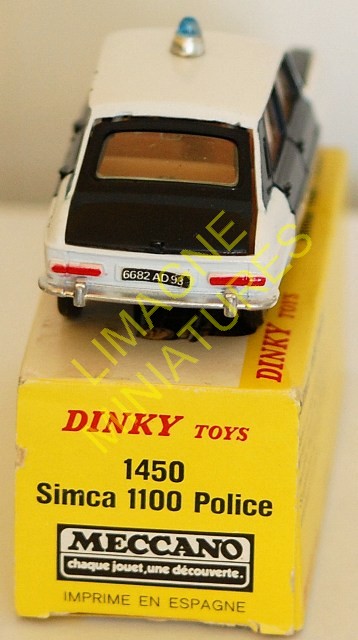 6682 AD 93
LIMAGNE
MINIATURES
DINKY TOYS
DINKY TOYS
1450
Simca 1100 Police
MECCANO
chaque jouet, une découverte.
IMPRIME EN ESPAGNE